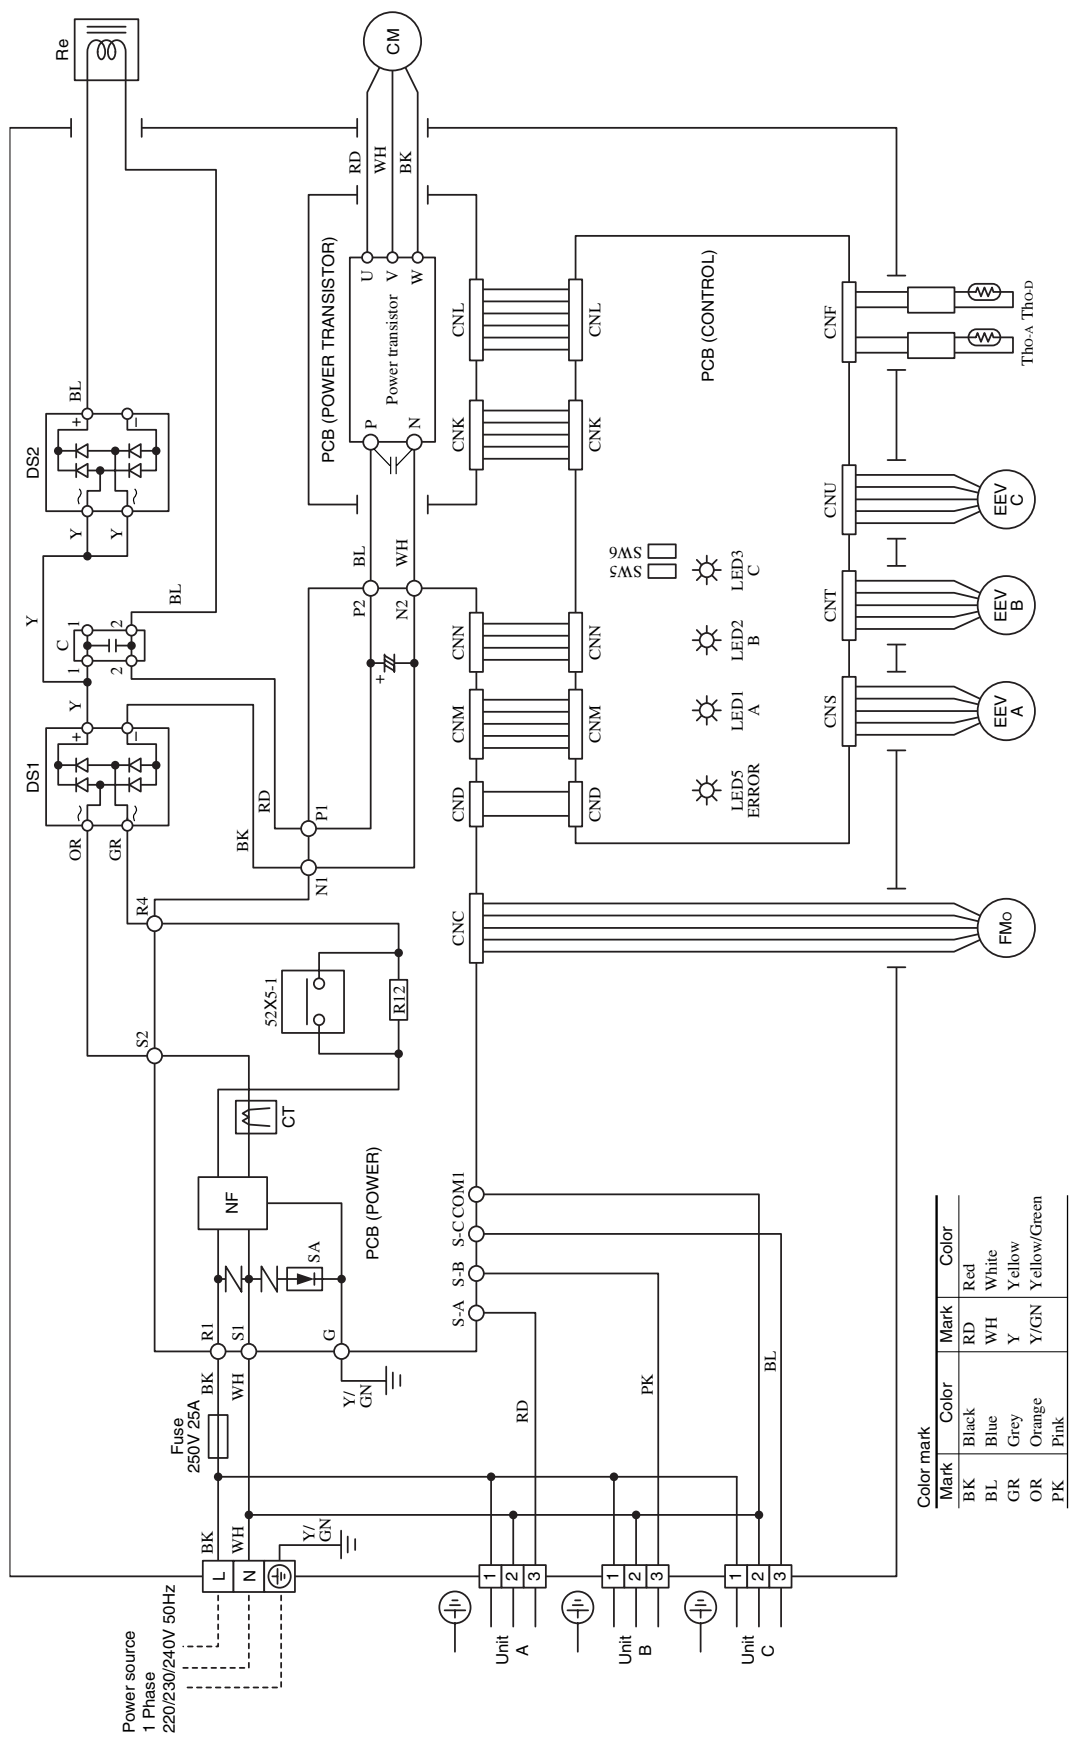 Re
CM
RD
WH
BK
BL
DS2
+
−
~
~
Y
Y
PCB (POWER TRANSISTOR)
U
V
W
Power transistor
P
N
CNL
CNL
CNK
CNK
PCB (CONTROL)
CNF
Tho-A
Tho-D
Y
C
1
2
1
2
BL
BL
WH
P2
N2
+
CNN
CNN
SW6
SW5
LED3
C
CNU
EEV
C
Y
DS1
+
−
~
~
OR
GR
RD
BK
P1
N1
CNM
CNM
LED2
B
CNT
EEV
B
CND
CND
LED1
A
LED5
ERROR
CNS
EEV
A
R4
52X5-1
R12
CNC
FMo
S2
CT
NF
PCB (POWER)
SA
R1
S1
G
S-A
S-B
S-C
COM1
BK
WH
Y/
GN
Fuse
250V 25A
RD
PK
BL
BK
WH
Y/
GN
L
N
Power source
1 Phase
220/230/240V 50Hz
1
2
3
Unit
A
1
2
3
Unit
B
1
2
3
Unit
C
Color mark
Mark Color Mark Color
BK Black RD Red
BL Blue WH White
GR Grey Y Yellow
OR Orange Y/GN Yellow/Green
PK Pink